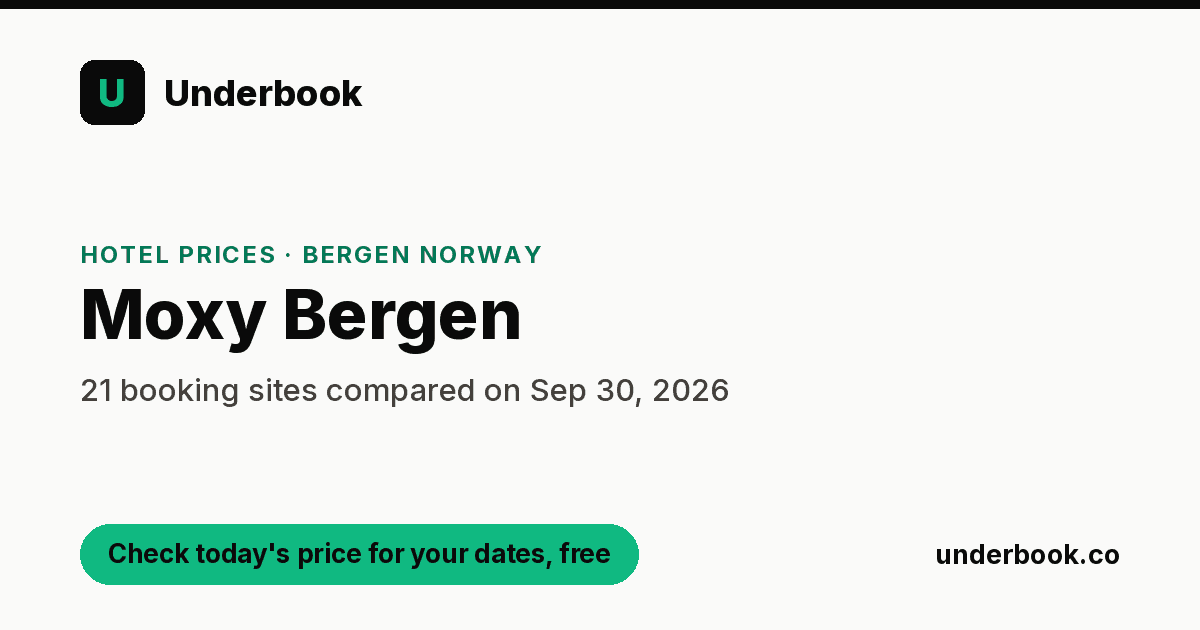 U Underbook
HOTEL PRICES · BERGEN NORWAY
Moxy Bergen
21 booking sites compared on Sep 30, 2026
Check today's price for your dates, free
underbook.co